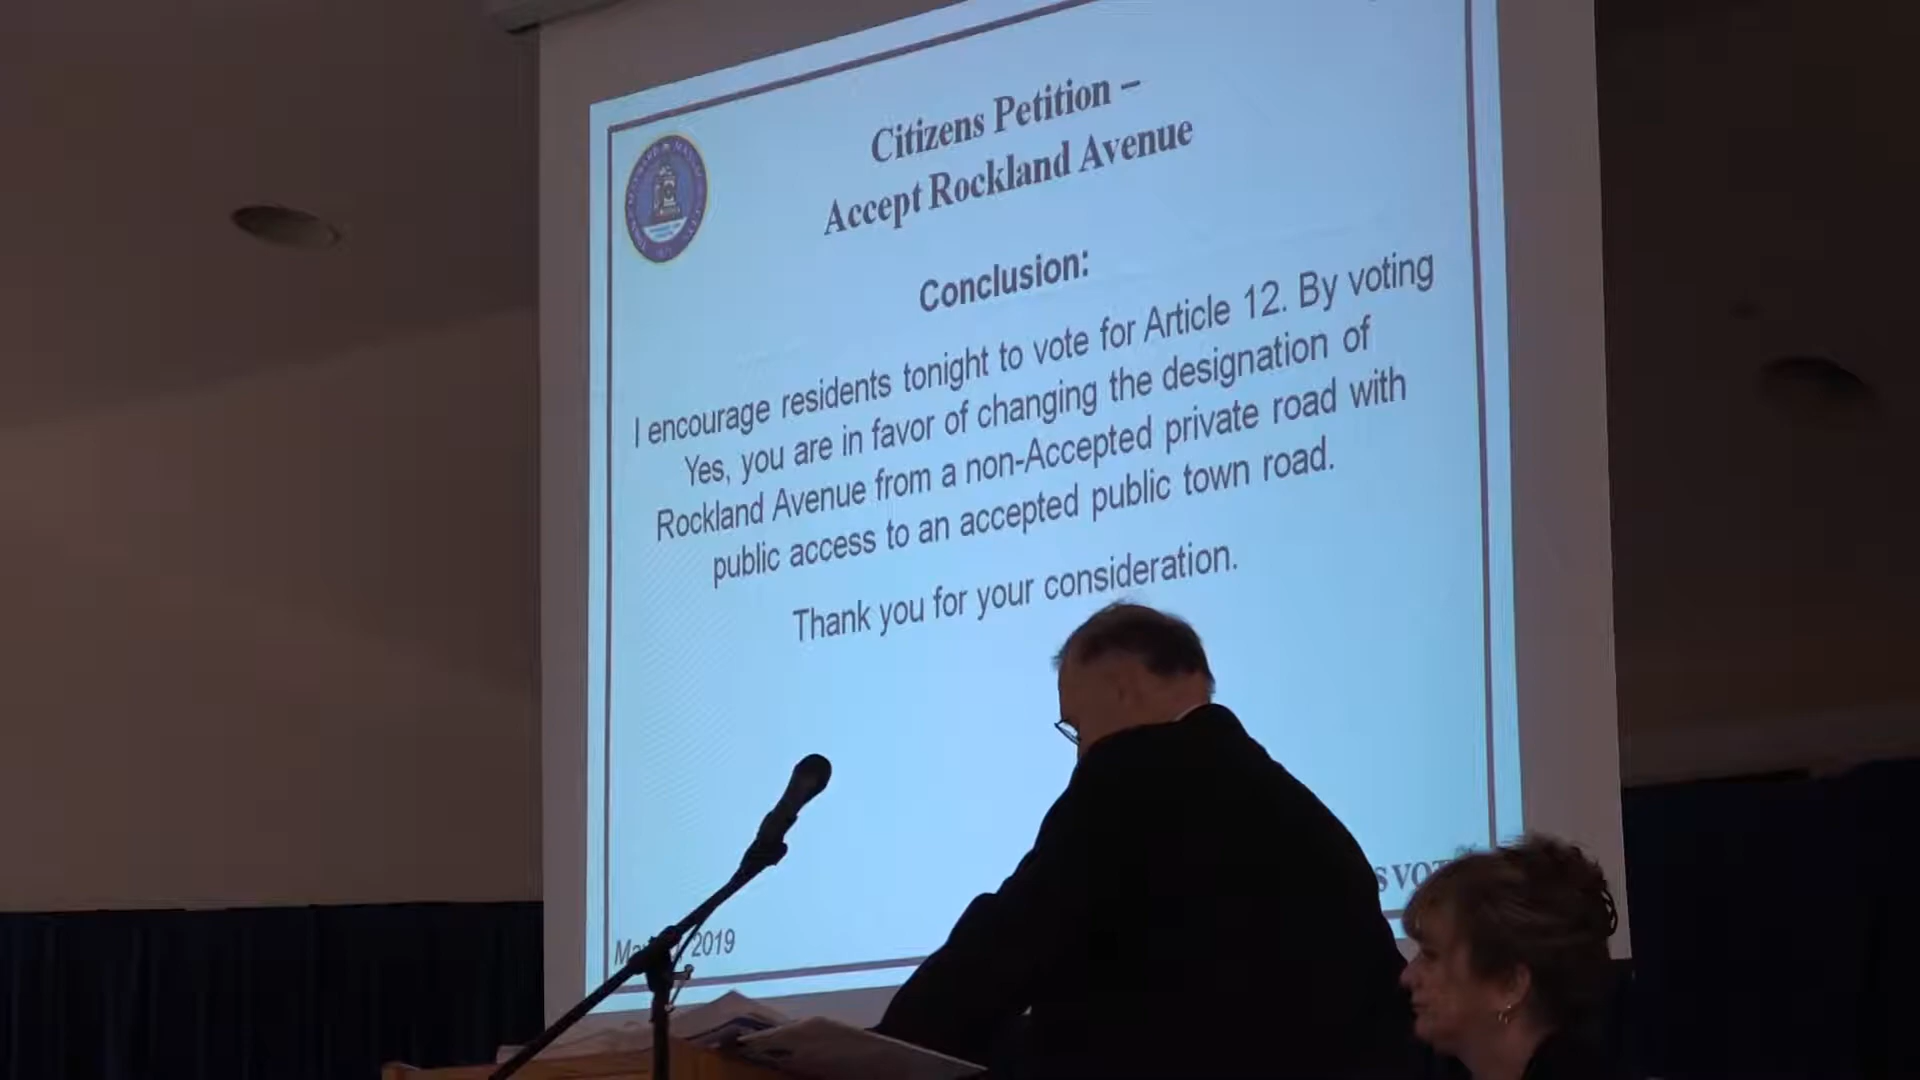 Citizens Petition –
Accept Rockland Avenue
Conclusion:
I encourage residents tonight to vote for Article 12. By voting
Yes, you are in favor of changing the designation of
Rockland Avenue from a non-Accepted private road with
public access to an accepted public town road.
Thank you for your consideration.
2019